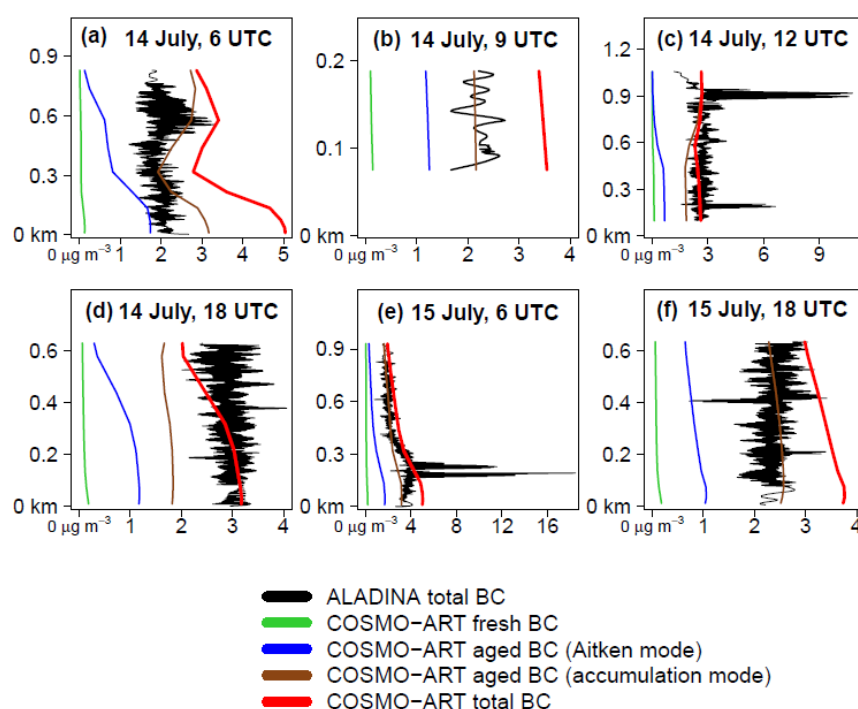 (a) 14 July, 6 UTC
0.9
0.6
0.3
0 km
0 μg m−3 1 2 3 4 5
(b) 14 July, 9 UTC
0.2
0.1
0 μg m−3 1 2 3 4
(c) 14 July, 12 UTC
1.2
0.9
0.6
0.3
0 km
0 μg m−3 3 6 9
(d) 14 July, 18 UTC
0.6
0.4
0.2
0 km
0 μg m−3 1 2 3 4
(e) 15 July, 6 UTC
0.9
0.6
0.3
0 km
0 μg m−3 4 8 12 16
(f) 15 July, 18 UTC
0.6
0.4
0.2
0 km
0 μg m−3 1 2 3 4
ALADINA total BC
COSMO−ART fresh BC
COSMO−ART aged BC (Aitken mode)
COSMO−ART aged BC (accumulation mode)
COSMO−ART total BC